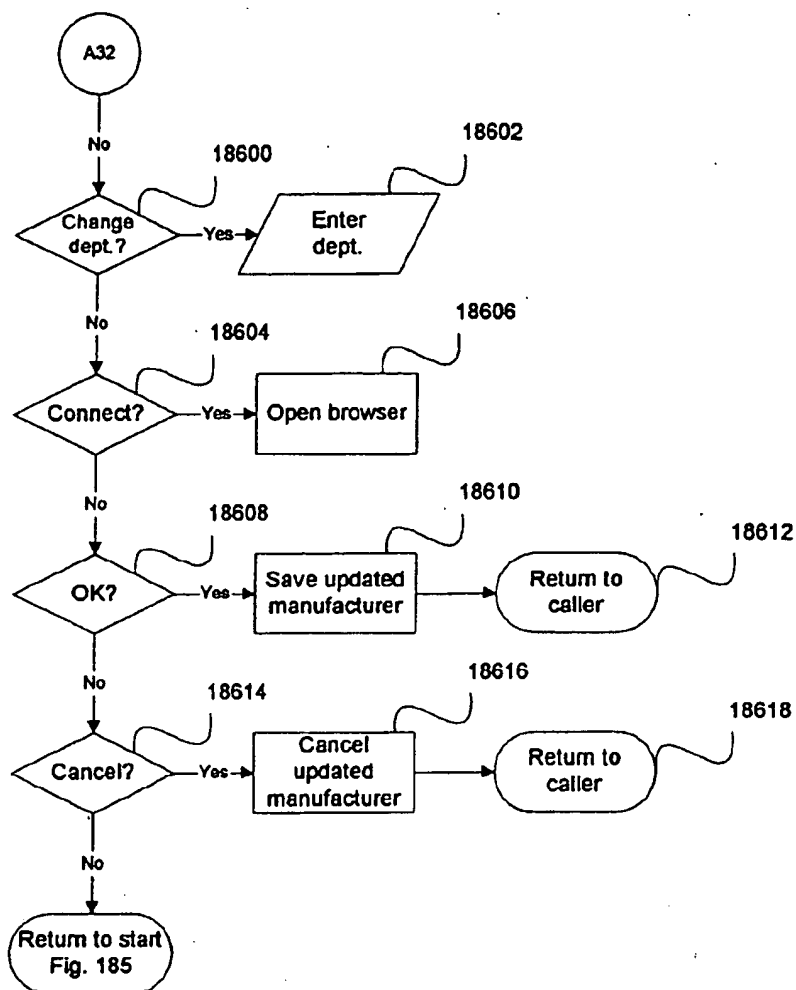 A32
No
18600
18602
Change
dept.?
Yes
Enter
dept.
No
18604
18606
Connect?
Yes
Open browser
No
18608
18610
18612
OK?
Yes
Save updated
manufacturer
Return to
caller
No
18614
18616
18618
Cancel?
Yes
Cancel
updated
manufacturer
Return to
caller
No
Return to start
Fig. 185